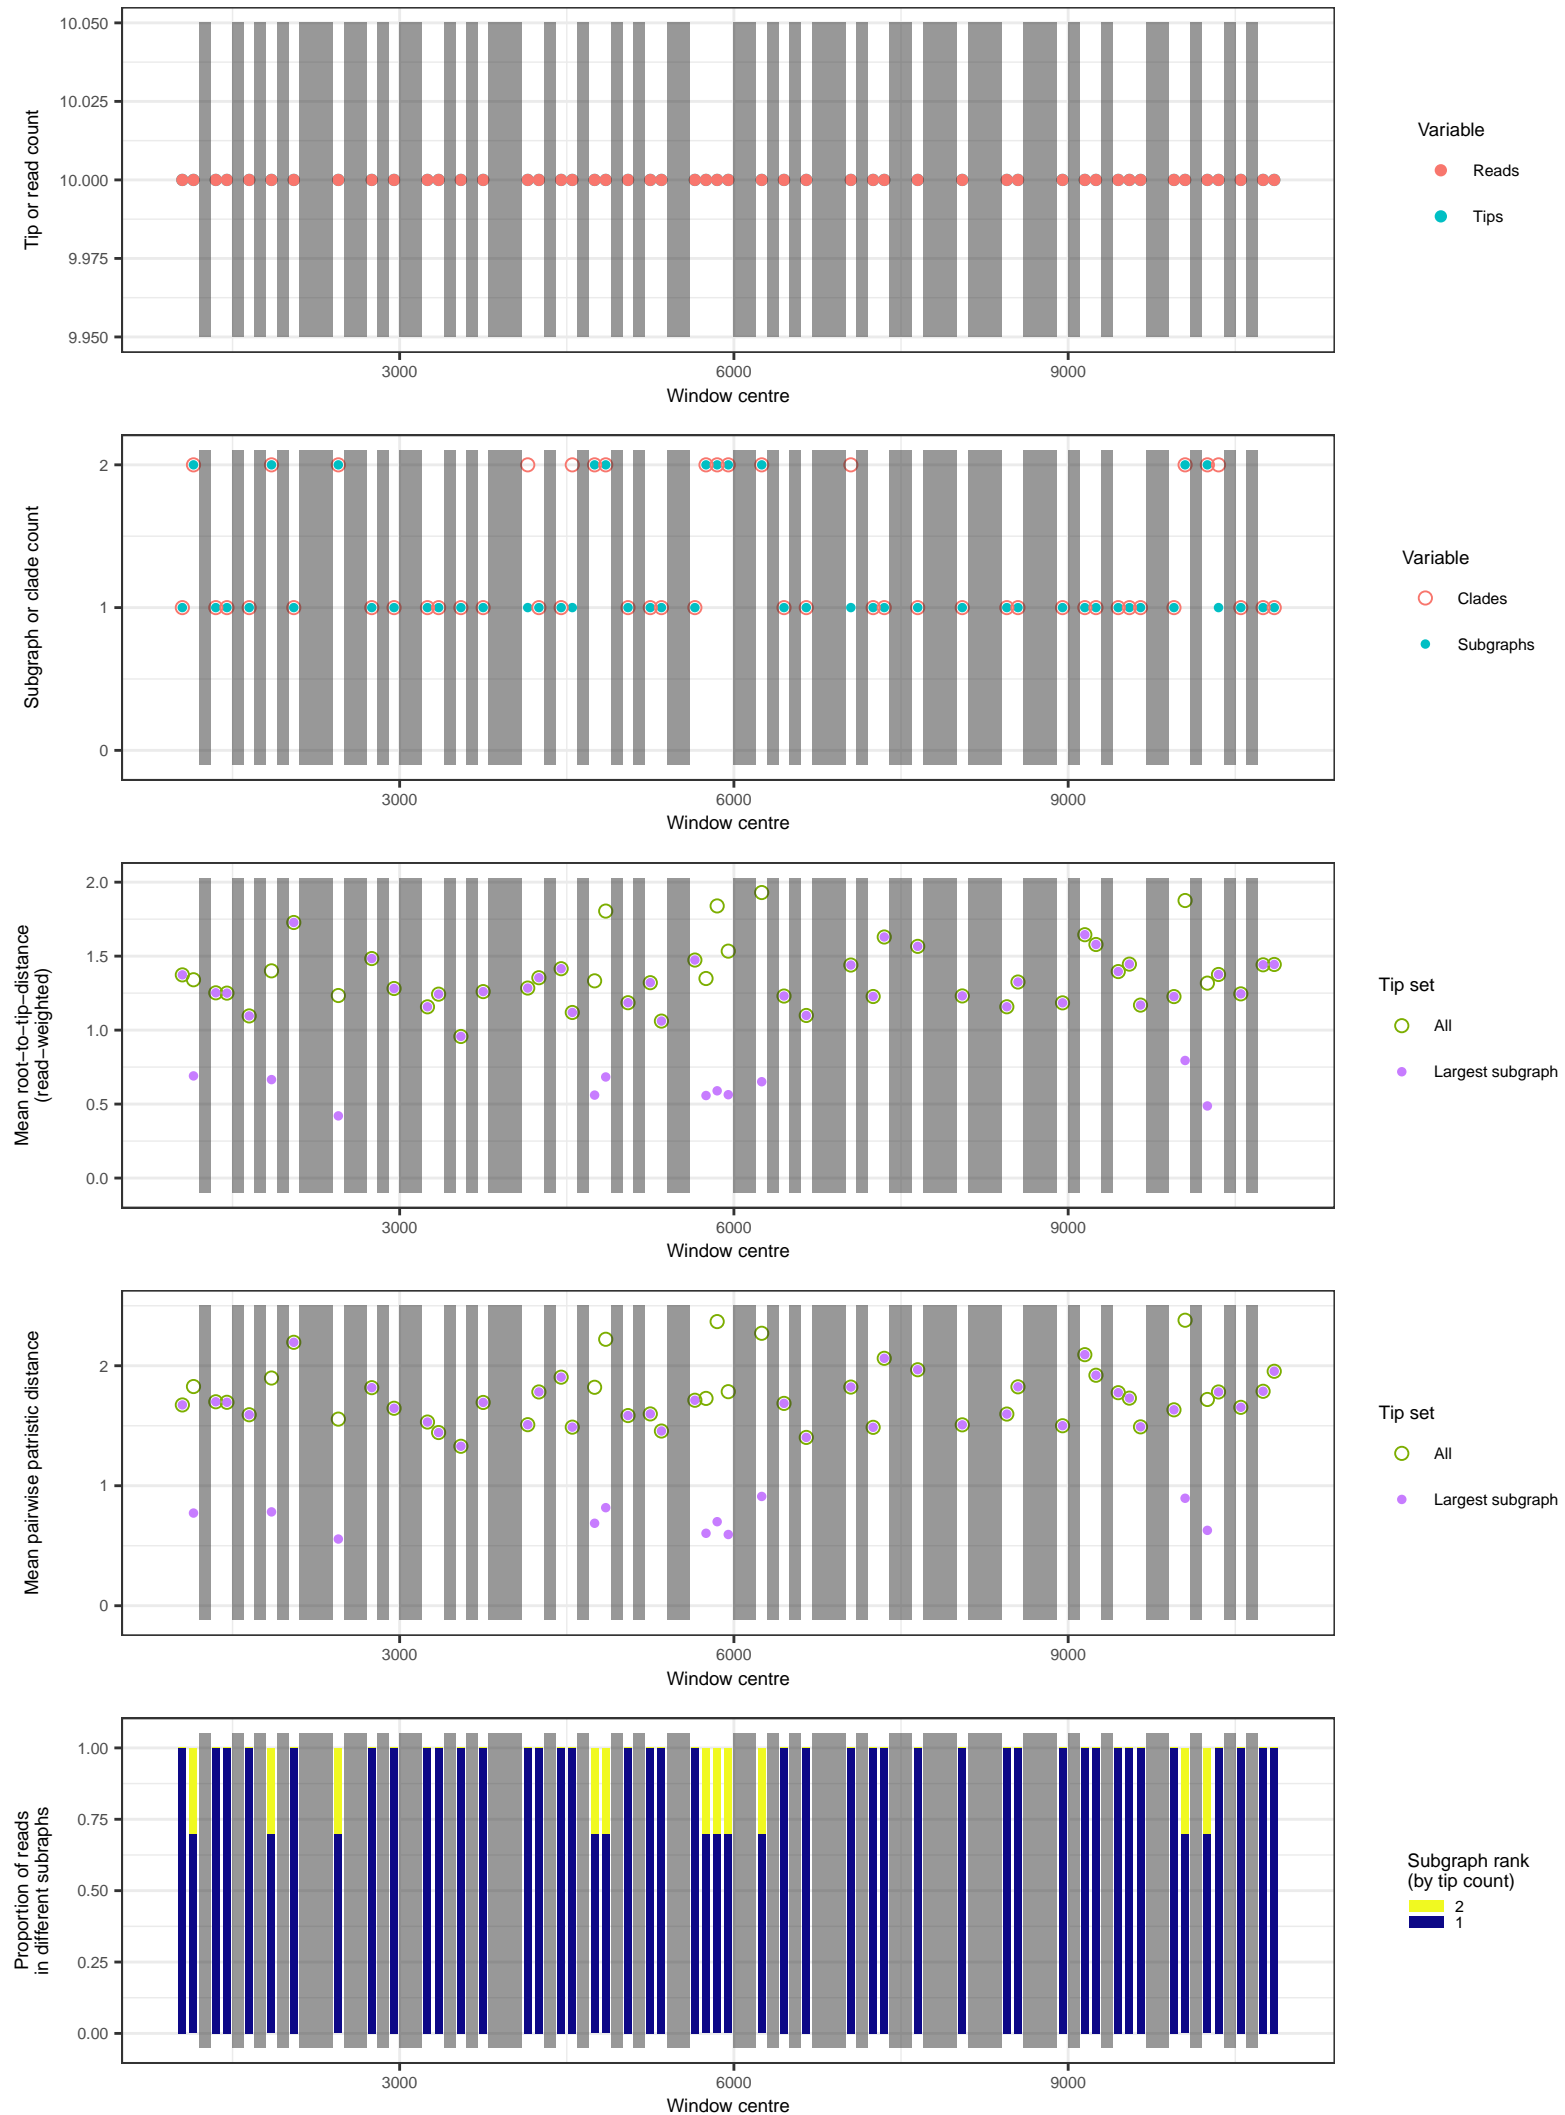 10.050
10.025
10.000
9.975
9.950
Tip or read count
3000
6000
9000
Window centre
Variable
Reads
Tips
2
1
0
Subgraph or clade count
3000
6000
9000
Window centre
Variable
Clades
Subgraphs
2.0
1.5
1.0
0.5
0.0
Mean root−to−tip−distance
(read−weighted)
3000
6000
9000
Window centre
Tip set
All
Largest subgraph
2
1
0
Mean pairwise patristic distance
3000
6000
9000
Window centre
Tip set
All
Largest subgraph
1.00
0.75
0.50
0.25
0.00
Proportion of reads
in different subraphs
3000
6000
9000
Window centre
Subgraph rank
(by tip count)
2
1